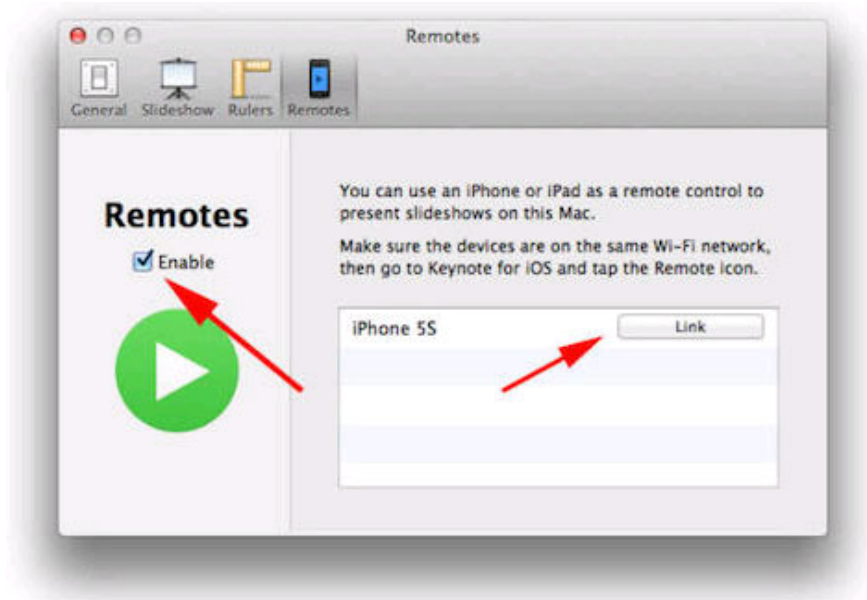 Remotes
General Slideshow Rulers Remotes
Remotes
Enable
You can use an iPhone or iPad as a remote control to
present slideshows on this Mac.
Make sure the devices are on the same Wi-Fi network,
then go to Keynote for iOS and tap the Remote icon.
iPhone 5S Link